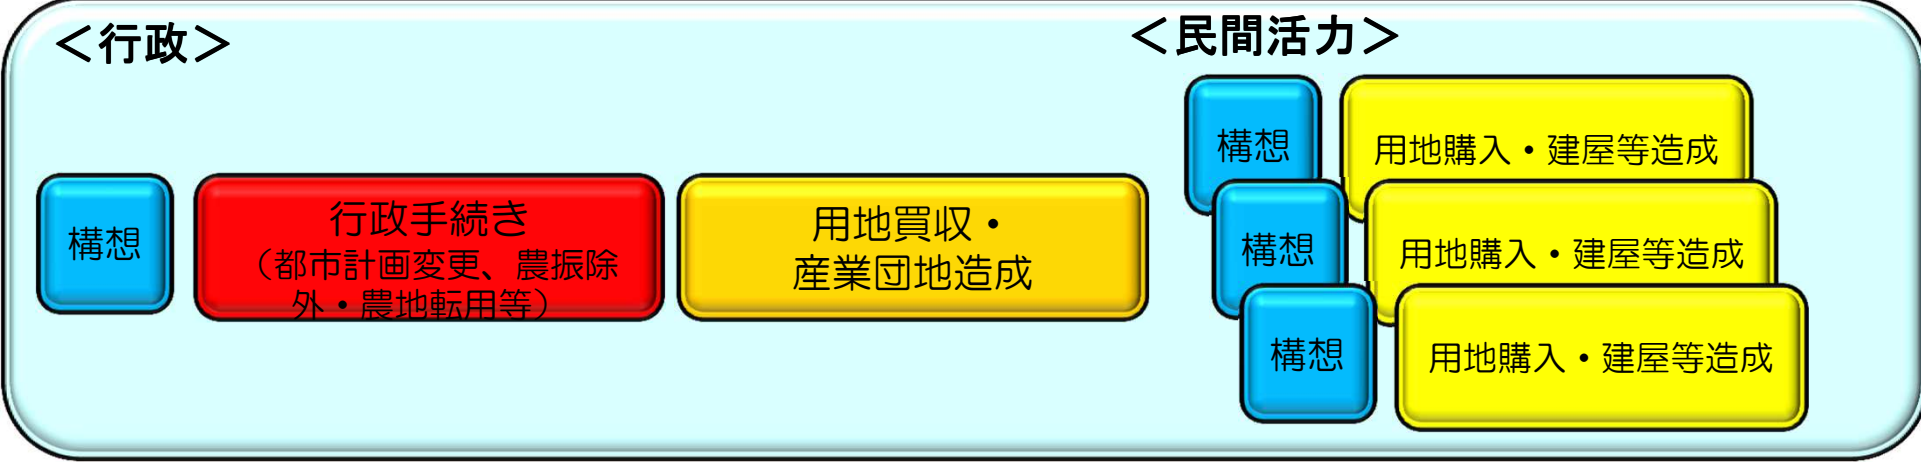 ＜行政＞
構想
行政手続き
（都市計画変更、農振除
外・農地転用等）
用地買収・
産業団地造成
＜民間活力＞
構想
用地購入・建屋等造成
構想
用地購入・建屋等造成
構想
用地購入・建屋等造成